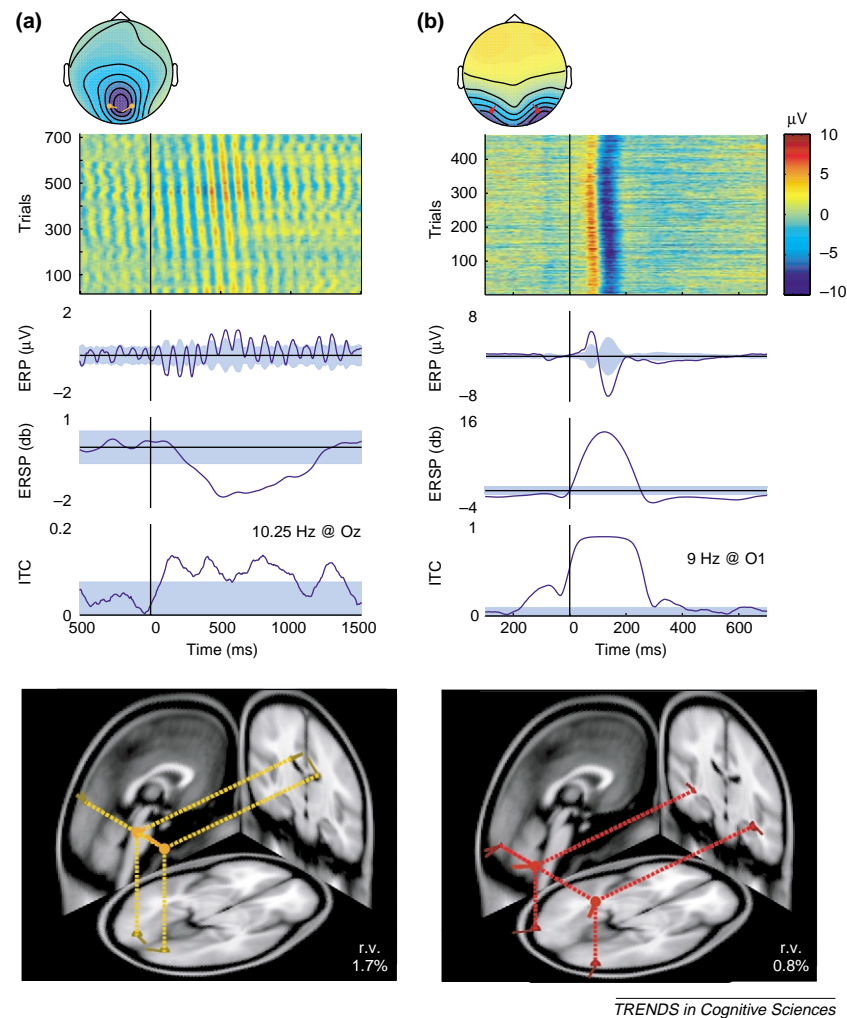 (a)
700
500
300
100
Trials
2
–2
ERP (µV)
1
–2
ERSP (db)
0.2
0
ITC
10.25 Hz @ Oz
500 0 500 1000 1500
Time (ms)
r.v.
1.7%
(b)
400
300
200
100
Trials
µV
10
5
0
–5
–10
8
–8
ERP (µV)
16
–4
ERSP (db)
1
0
ITC
9 Hz @ O1
200 0 200 400 600
Time (ms)
r.v.
0.8%
TRENDS in Cognitive Sciences